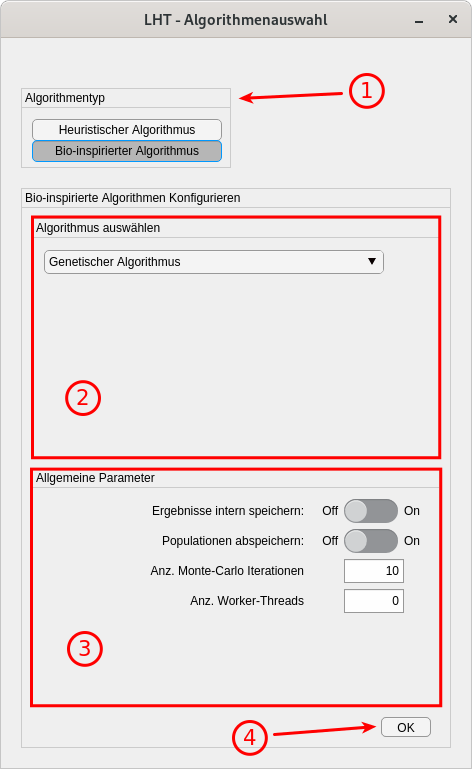 LHT - Algorithmenauswahl
1
Algorithmentyp
Heuristischer Algorithmus
Bio-inspirierter Algorithmus
Bio-inspirierte Algorithmen Konfigurieren
Algorithmus auswählen
Genetischer Algorithmus
2
Allgemeine Parameter
Ergebnisse intern speichern: Off On
Populationen abspeichern: Off On
Anz. Monte-Carlo Iterationen 10
Anz. Worker-Threads 0
3
4 OK